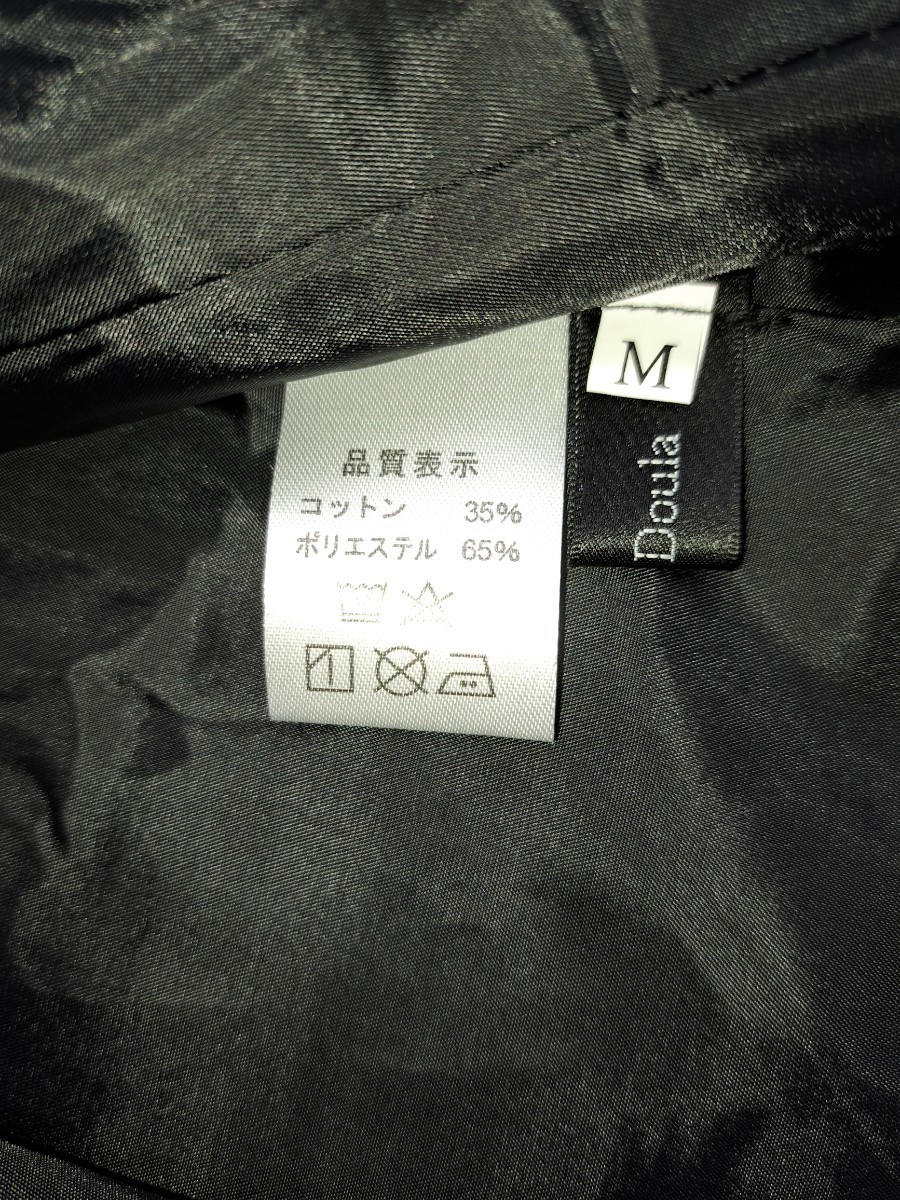 M
Doula
品質表示
コットン 35%
ポリエステル 65%